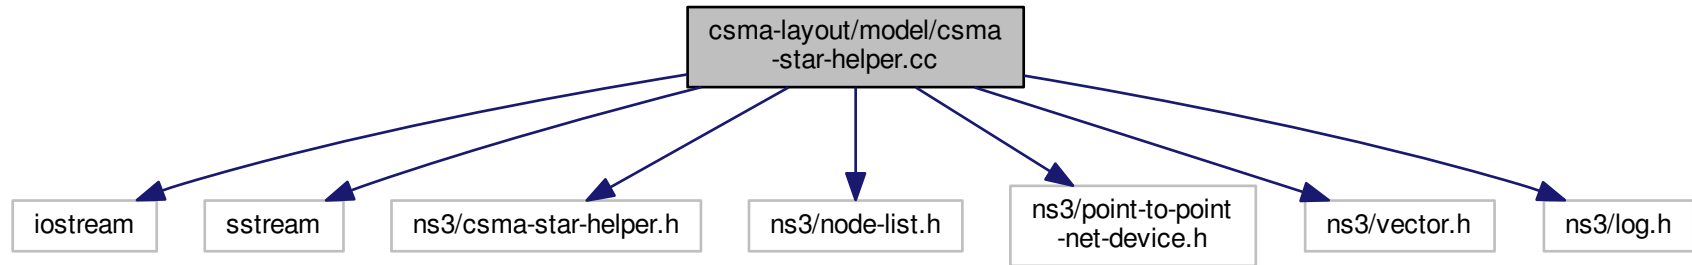 csma-layout/model/csma
-star-helper.cc
iostream
sstream
ns3/csma-star-helper.h
ns3/node-list.h
ns3/point-to-point
-net-device.h
ns3/vector.h
ns3/log.h